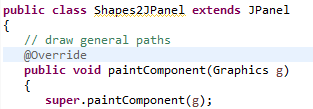 public class Shapes2JPanel extends JPanel
{
// draw general paths
@Override
public void paintComponent(Graphics g)
{
super.paintComponent(g);